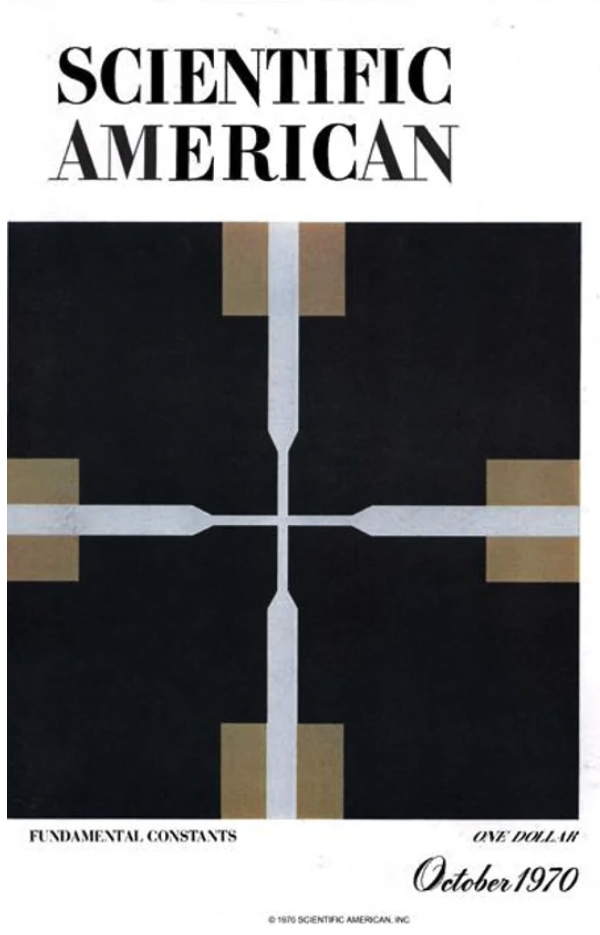 SCIENTIFIC
AMERICAN
FUNDAMENTAL CONSTANTS
ONE DOLLAR
October 1970
© 1970 SCIENTIFIC AMERICAN, INC